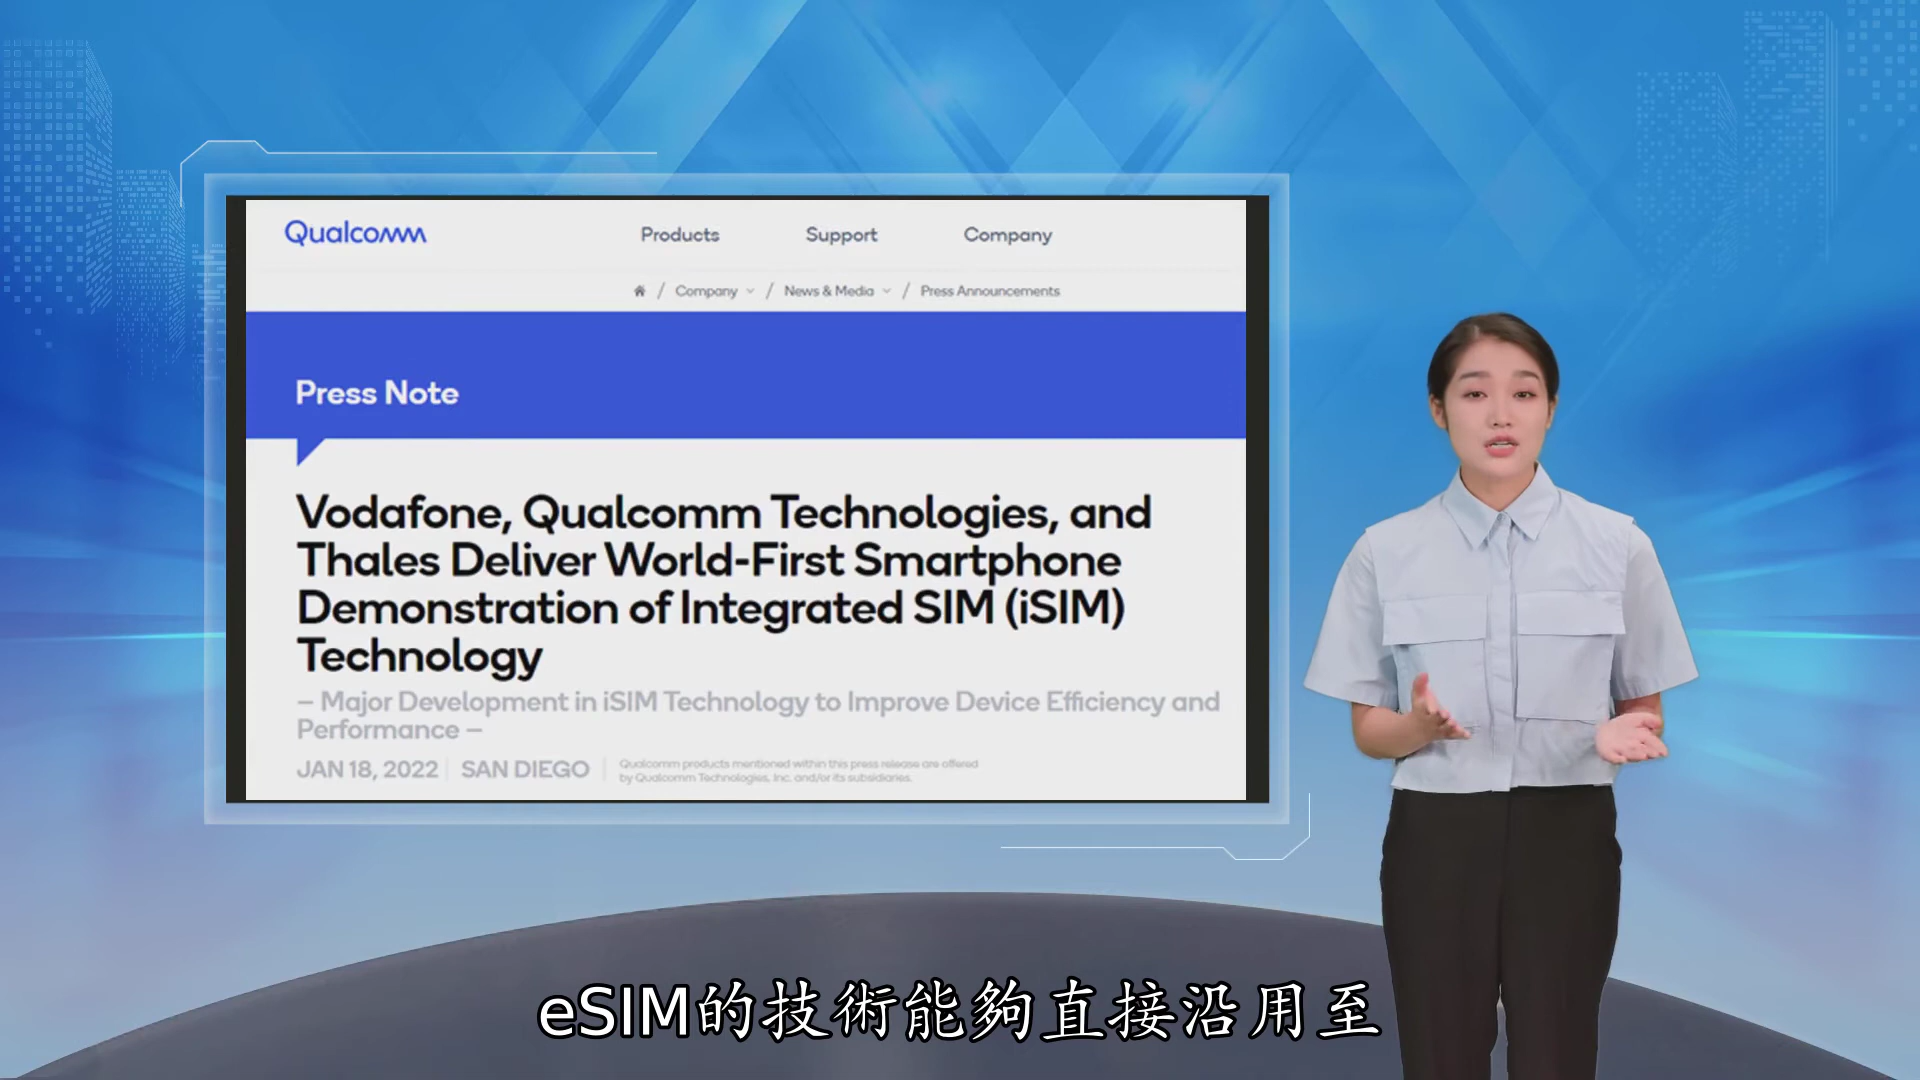 Qualcomm
Products Support Company
/ Company / News & Media / Press Announcements
Press Note
Vodafone, Qualcomm Technologies, and
Thales Deliver World-First Smartphone
Demonstration of Integrated SIM (iSIM)
Technology
– Major Development in iSIM Technology to Improve Device Efficiency and
Performance –
JAN 18, 2022 SAN DIEGO
Qualcomm products mentioned within this press release are offered
by Qualcomm Technologies, Inc. and/or its subsidiaries.
eSIM的技術能夠直接沿用至